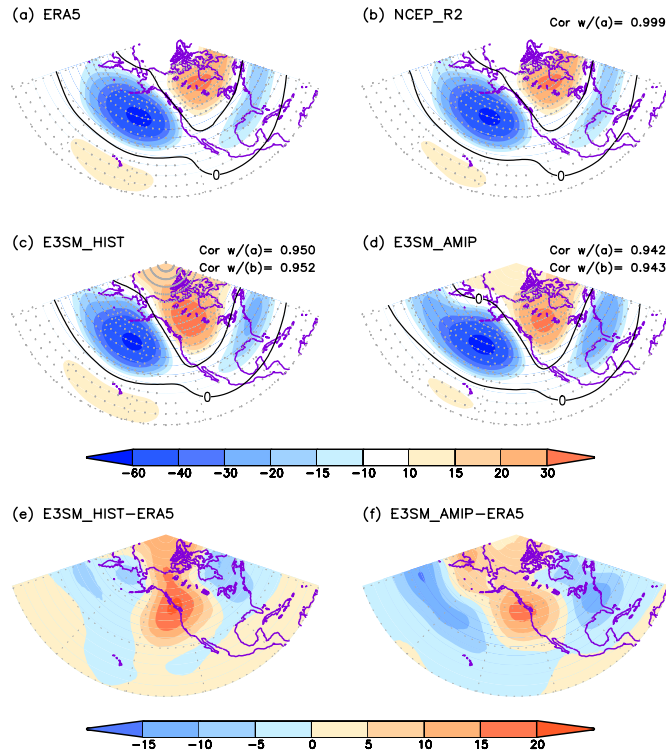 (a) ERA5
(b) NCEP_R2
Cor w/(a)= 0.999
0
0
(c) E3SM_HIST
Cor w/(a)= 0.950
Cor w/(b)= 0.952
(d) E3SM_AMIP
Cor w/(a)= 0.942
Cor w/(b)= 0.943
0
0
0
-60 -40 -30 -20 -15 -10 10 15 20 30
(e) E3SM_HIST-ERA5
(f) E3SM_AMIP-ERA5
-15 -10 -5 0 5 10 15 20